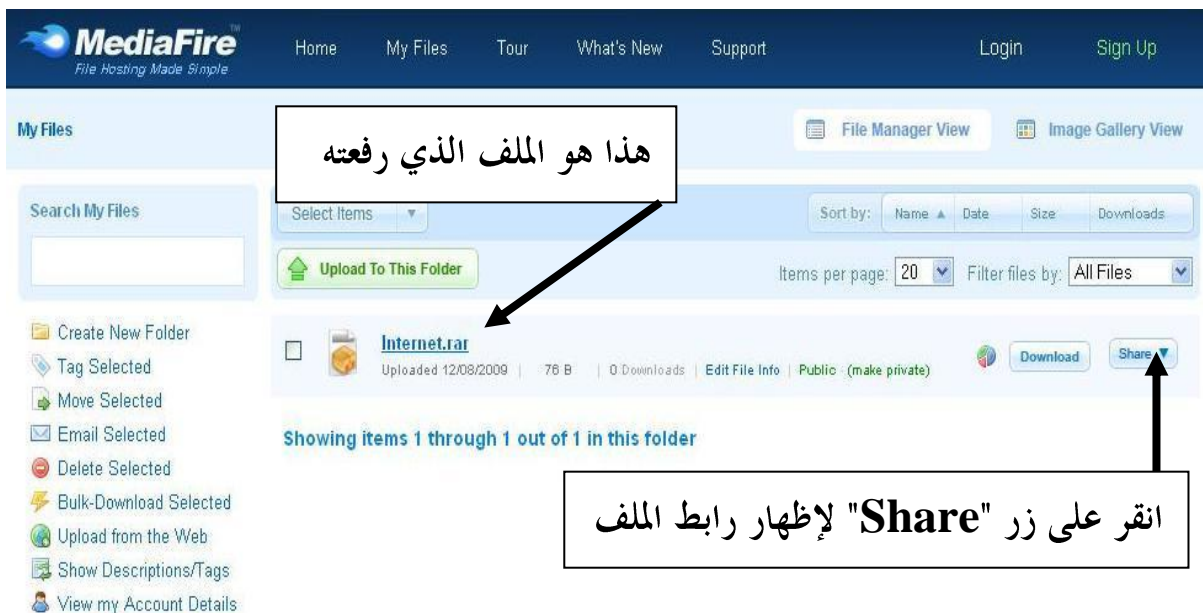 MediaFire™
File Hosting Made Simple
Home My Files Tour What's New Support Login Sign Up
My Files
هذا هو الملف الذي رفعته
File Manager View Image Gallery View
Search My Files
Select Items
Sort by: Name Date Size Downloads
Upload To This Folder
Items per page: 20 Filter files by: All Files
Create New Folder
Tag Selected
Move Selected
Email Selected
Delete Selected
Bulk-Download Selected
Upload from the Web
Show Descriptions/Tags
View my Account Details
Internet.rar
Uploaded 12/08/2009 | 76 B | 0 Downloads | Edit File Info | Public (make private)
Download Share
Showing items 1 through 1 out of 1 in this folder
انقر على زر "Share" لإظهار رابط الملف